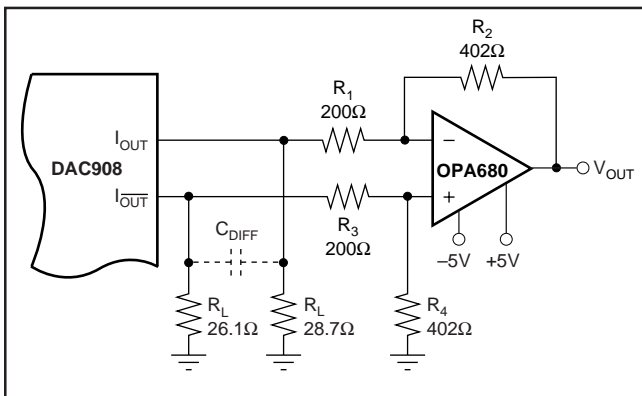 R2
402Ω
R1
200Ω
IOUT
DAC908
IOUT
−
OPA680
+
VOUT
R3
200Ω
CDIFF
−5V +5V
RL
26.1Ω
RL
28.7Ω
R4
402Ω